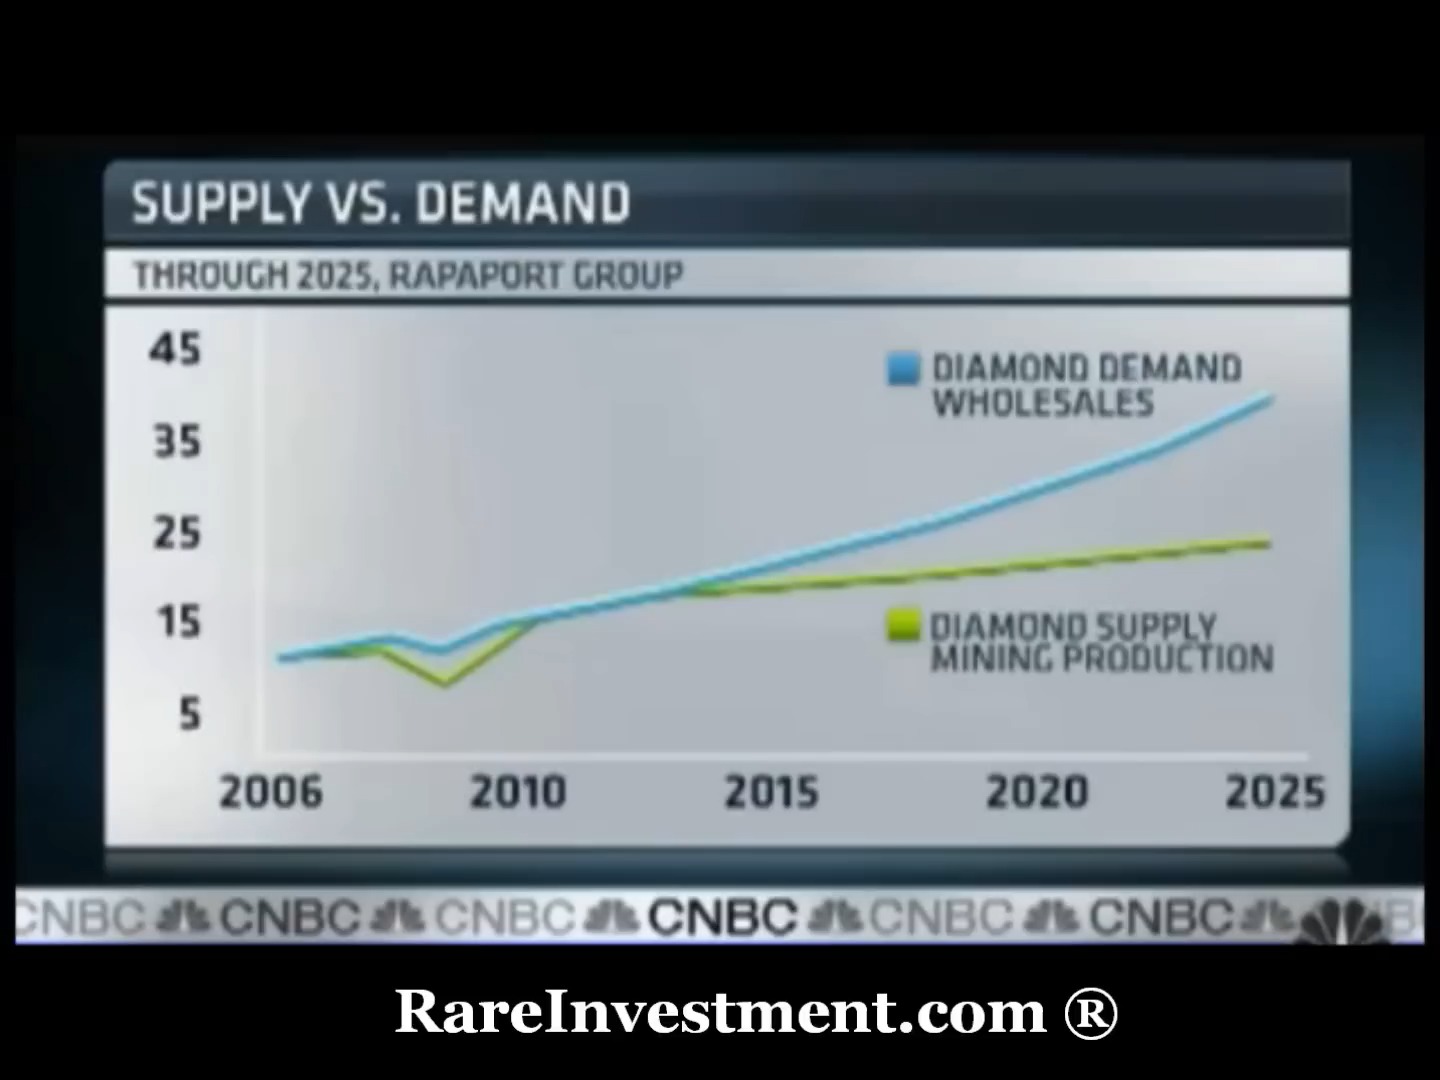 SUPPLY VS. DEMAND
THROUGH 2025, RAPAPORT GROUP
45
35
25
15
5
DIAMOND DEMAND
WHOLESALES
DIAMOND SUPPLY
MINING PRODUCTION
2006 2010 2015 2020 2025
CNBC CNBC CNBC CNBC CNBC CNBC B
RareInvestment.com ®